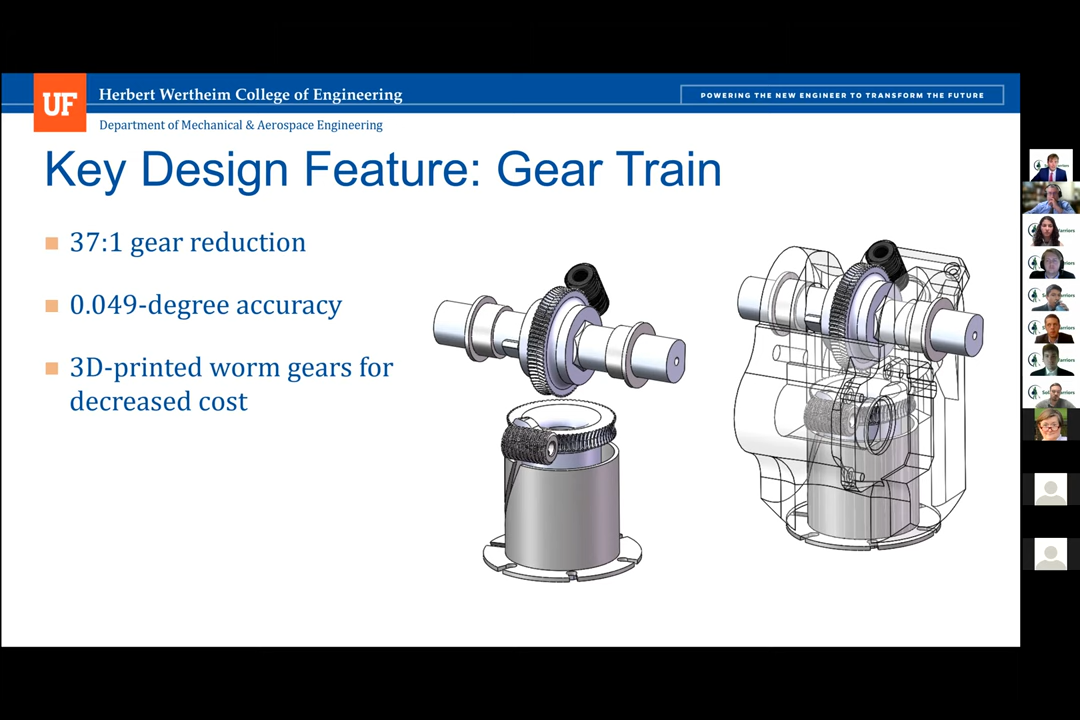 UF
Herbert Wertheim College of Engineering
POWERING THE NEW ENGINEER TO TRANSFORM THE FUTURE
Department of Mechanical & Aerospace Engineering
Key Design Feature: Gear Train
37:1 gear reduction
0.049-degree accuracy
3D-printed worm gears for
decreased cost